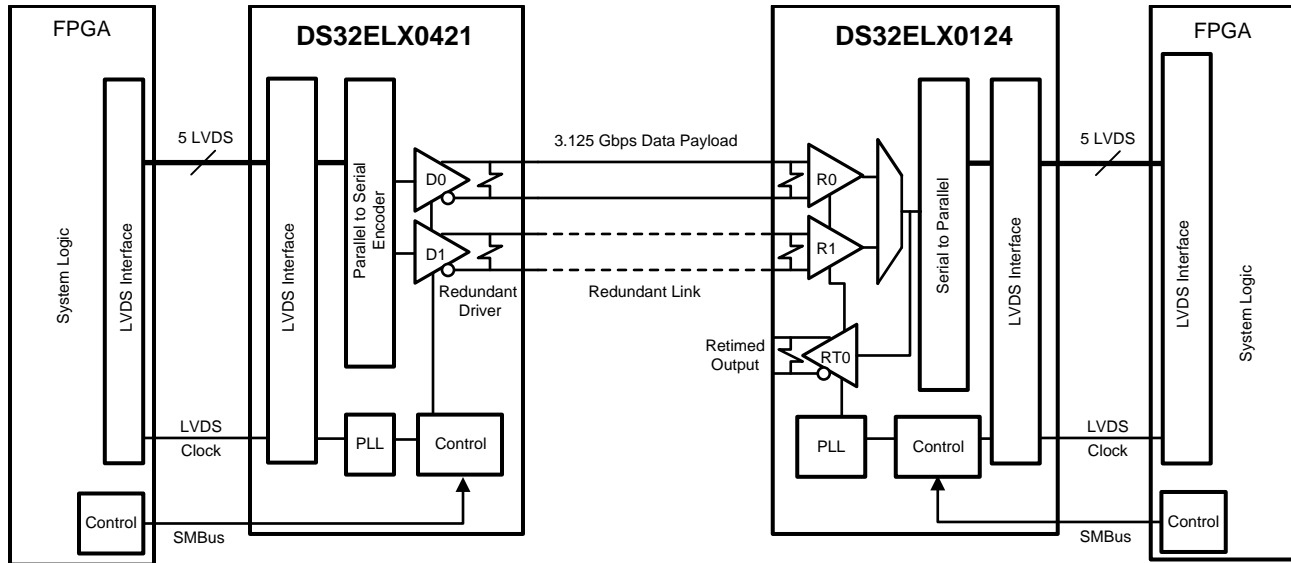 FPGA
System Logic
LVDS Interface
Control
5 LVDS
LVDS
Clock
SMBus
DS32ELX0421
LVDS Interface
Parallel to Serial
Encoder
D0
D1
Redundant
Driver
PLL
Control
3.125 Gbps Data Payload
Redundant Link
DS32ELX0124
R0
R1
Retimed
Output
RT0
Serial to Parallel
LVDS Interface
PLL
Control
5 LVDS
LVDS
Clock
SMBus
FPGA
LVDS Interface
System Logic
Control